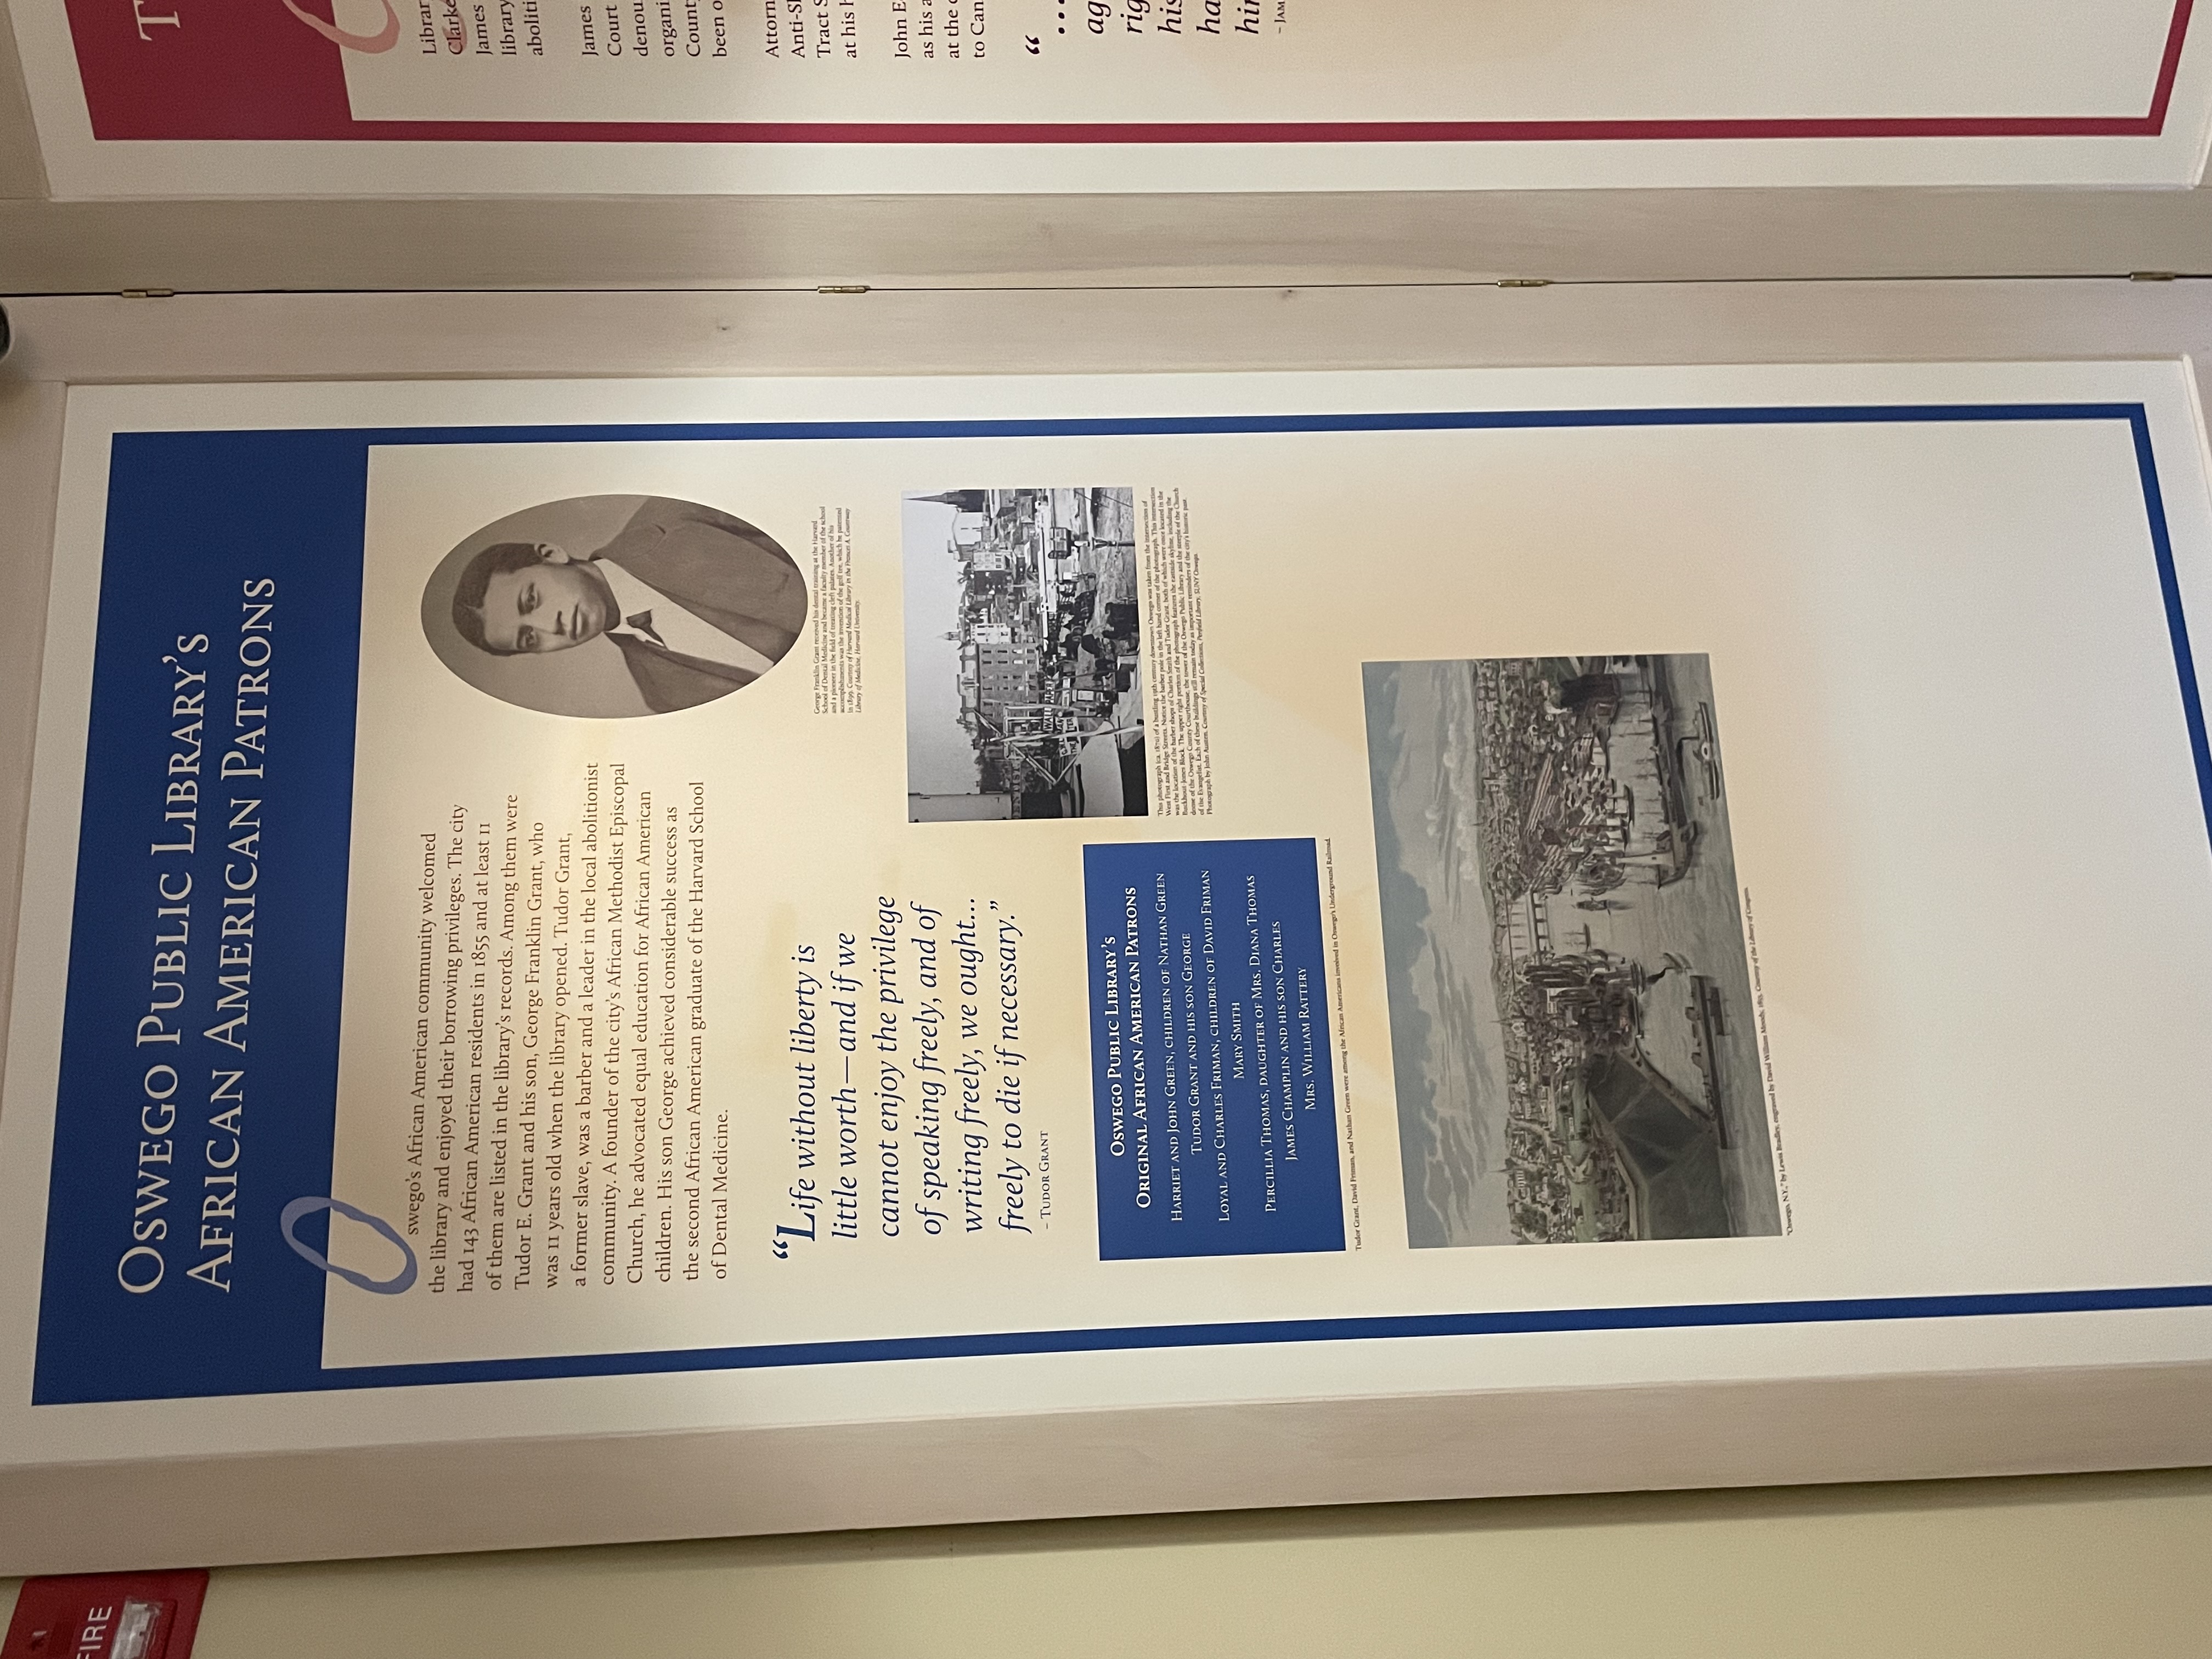 FIRE
OSWEGO PUBLIC LIBRARY'S
AFRICAN AMERICAN PATRONS
Oswego's African American community welcomed
the library and enjoyed their borrowing privileges. The city
had 143 African American residents in 1855 and at least 11
of them are listed in the library's records. Among them were
Tudor E. Grant and his son, George Franklin Grant, who
was 11 years old when the library opened. Tudor Grant,
a former slave, was a barber and a leader in the local abolitionist
community. A founder of the city's African Methodist Episcopal
Church, he advocated equal education for African American
children. His son George achieved considerable success as
the second African American graduate of the Harvard School
of Dental Medicine.
George Franklin Grant received his dental training at the Harvard
School of Dental Medicine and became a faculty member of the school
and a pioneer in the field of treating cleft palates. Another of his
accomplishments was the invention of the golf tee, which he patented
in 1899. Courtesy of Harvard Medical Library in the Francis A. Countway
Library of Medicine, Harvard University.
"Life without liberty is
little worth—and if we
cannot enjoy the privilege
of speaking freely, and of
writing freely, we ought...
freely to die if necessary."
– TUDOR GRANT
DENTIST
WALL PAPER
This photograph (ca. 1870) of a bustling 19th century downtown Oswego was taken from the intersection of
West First and Bridge Streets. Notice the barber pole in the left hand corner of the photograph. This intersection
was the location of the barber shops of Charles Smith and Tudor Grant, both of which were once located in the
Buckhout-Jones Block. The upper right portion of the photograph features the eastside skyline, including the
dome of the Oswego County Courthouse, the tower of the Oswego Public Library and the steeple of the Church
of the Evangelist. Each of these buildings still remain today as important reminders of the city's historic past.
Photograph by John Austen. Courtesy of Special Collections, Penfield Library, SUNY Oswego.
OSWEGO PUBLIC LIBRARY'S
ORIGINAL AFRICAN AMERICAN PATRONS
HARRIET AND JOHN GREEN, CHILDREN OF NATHAN GREEN
TUDOR GRANT AND HIS SON GEORGE
LOYAL AND CHARLES FRIMAN, CHILDREN OF DAVID FRIMAN
MARY SMITH
PERCILLIA THOMAS, DAUGHTER OF MRS. DIANA THOMAS
JAMES CHAMPLIN AND HIS SON CHARLES
MRS. WILLIAM RATTERY
Tudor Grant, David Friman, and Nathan Green were among the African Americans involved in Oswego's Underground Railroad.
"Oswego, N.Y.," by Lewis Bradley, engraved by David William Moody, 1855. Courtesy of the Library of Congress.
T
Librar
Clarke
James
library
aboliti
James
Court
denou
organi
County
been o
Attorn
Anti-Sl
Tract S
at his h
John E
as his a
at the c
to Can
"...
ag
rig
his
ha
him
– JAM